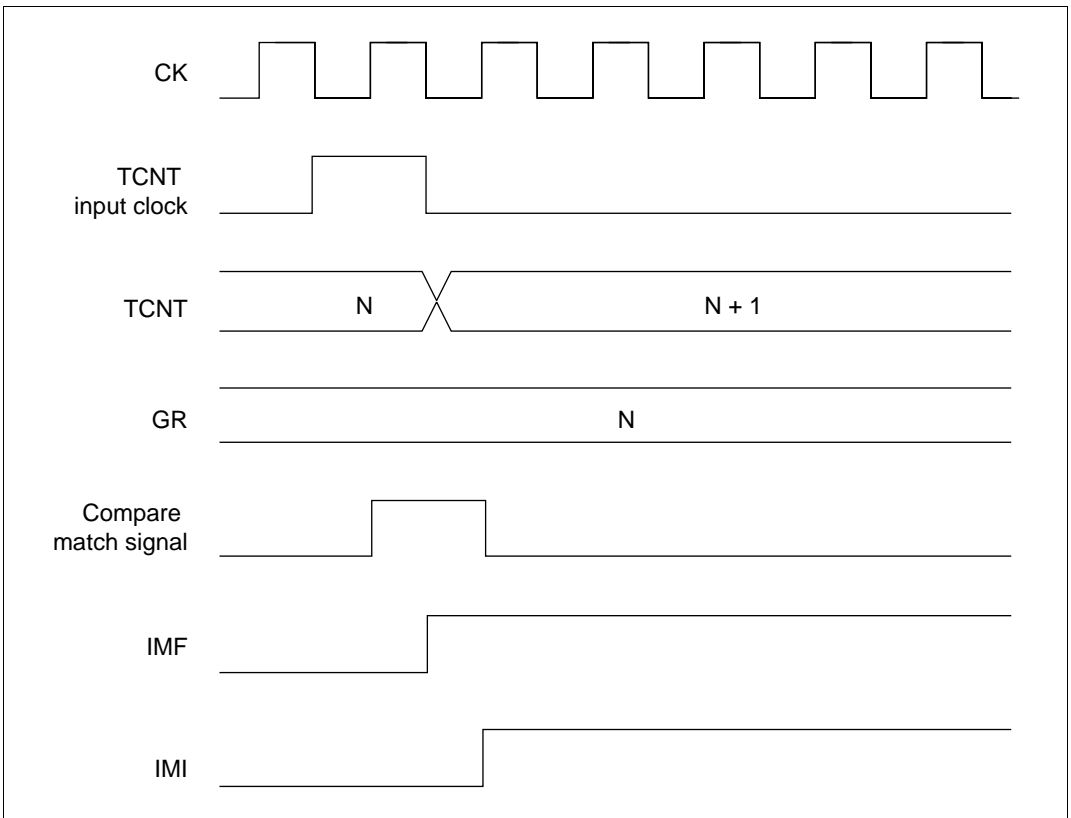 CK
TCNT
input clock
TCNT
N
N + 1
GR
N
Compare
match signal
IMF
IMI